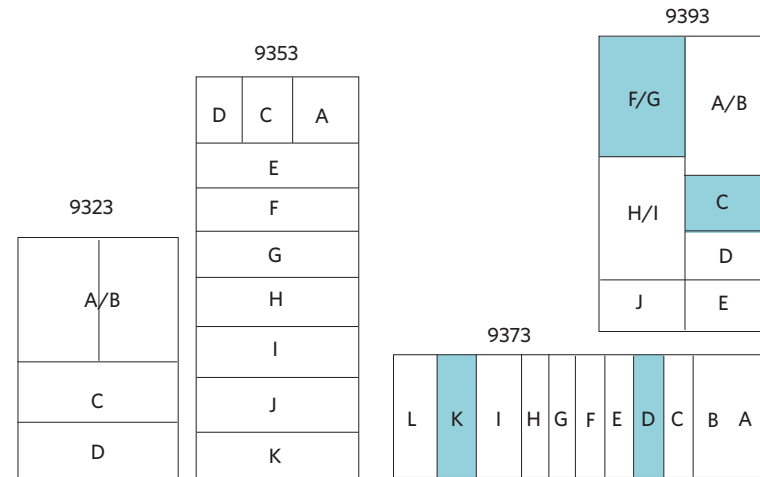 9323
A/B
C
D
9353
D C A
E
F
G
H
I
J
K
9393
F/G A/B
C
H/I
D
J E
9373
L K I H G F E D C B A